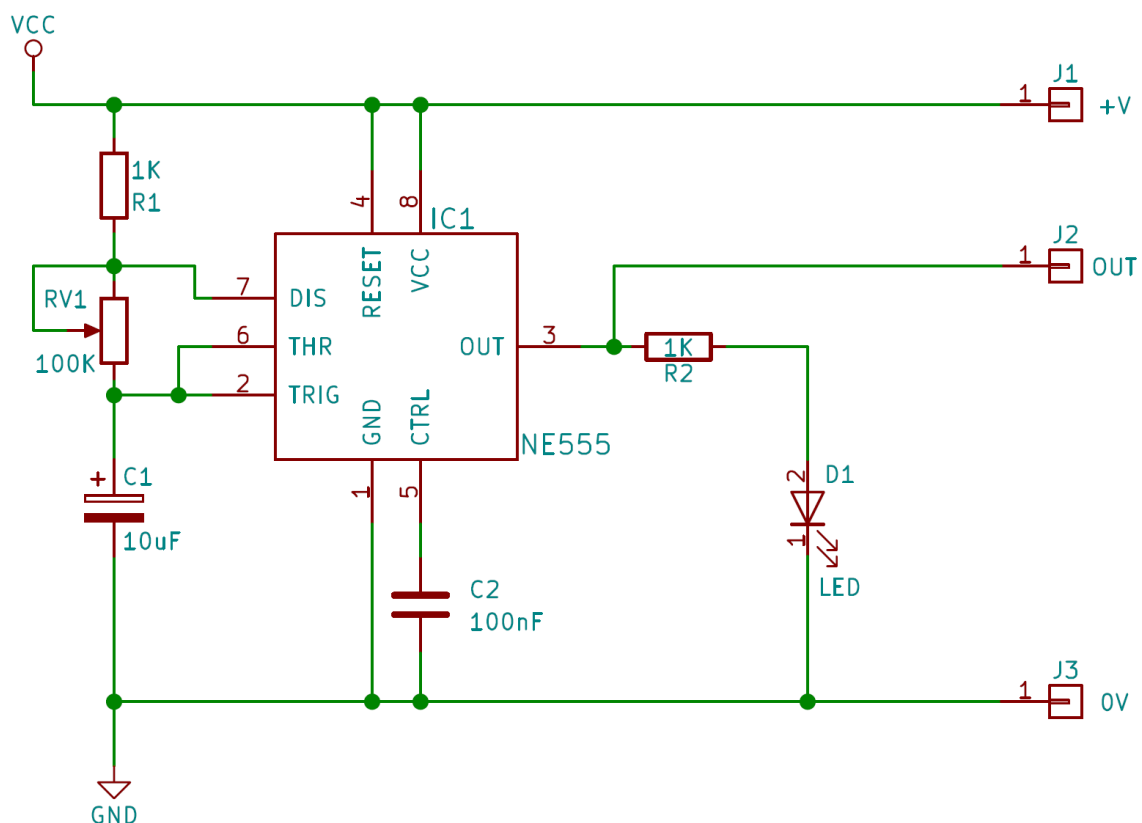 VCC
J1
1
+V
1K
R1
4
8
IC1
J2
1
OUT
RESET
VCC
RV1
7
DIS
100K
6
THR
OUT
3
1K
R2
2
TRIG
GND
CTRL
NE555
C1
+
10uF
1
5
2
D1
1
LED
C2
100nF
J3
1
0V
GND